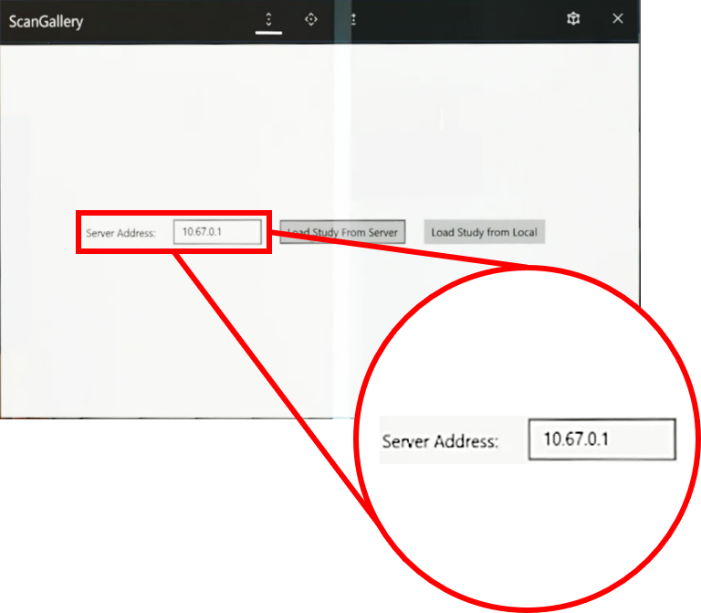 ScanGallery
Server Address: 10.67.0.1 Load Study From Server Load Study from Local
Server Address: 10.67.0.1